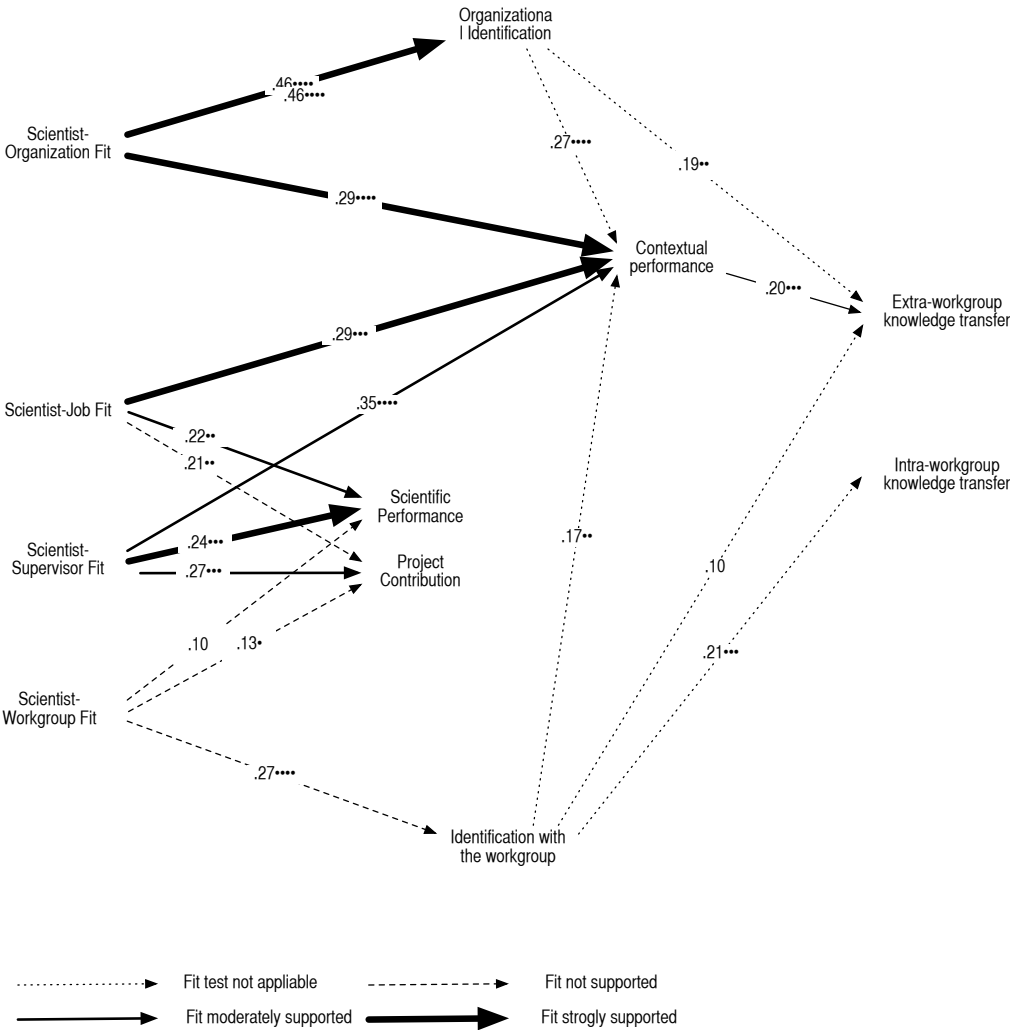 Organizationa
l Identification
.46••••
.46••••
Scientist-
Organization Fit
.27••••
.19••
.29••••
Contextual
performance
.20•••
Extra-workgroup
knowledge transfer
.29•••
Scientist-Job Fit
.35••••
.22••
.21••
Intra-workgroup
knowledge transfer
Scientific
Performance
Scientist-
Supervisor Fit
.24•••
.27•••
Project
Contribution
.17••
.10
.10
.13•
.21•••
Scientist-
Workgroup Fit
.27••••
Identification with
the workgroup
Fit test not appliable
Fit not supported
Fit moderately supported
Fit strogly supported